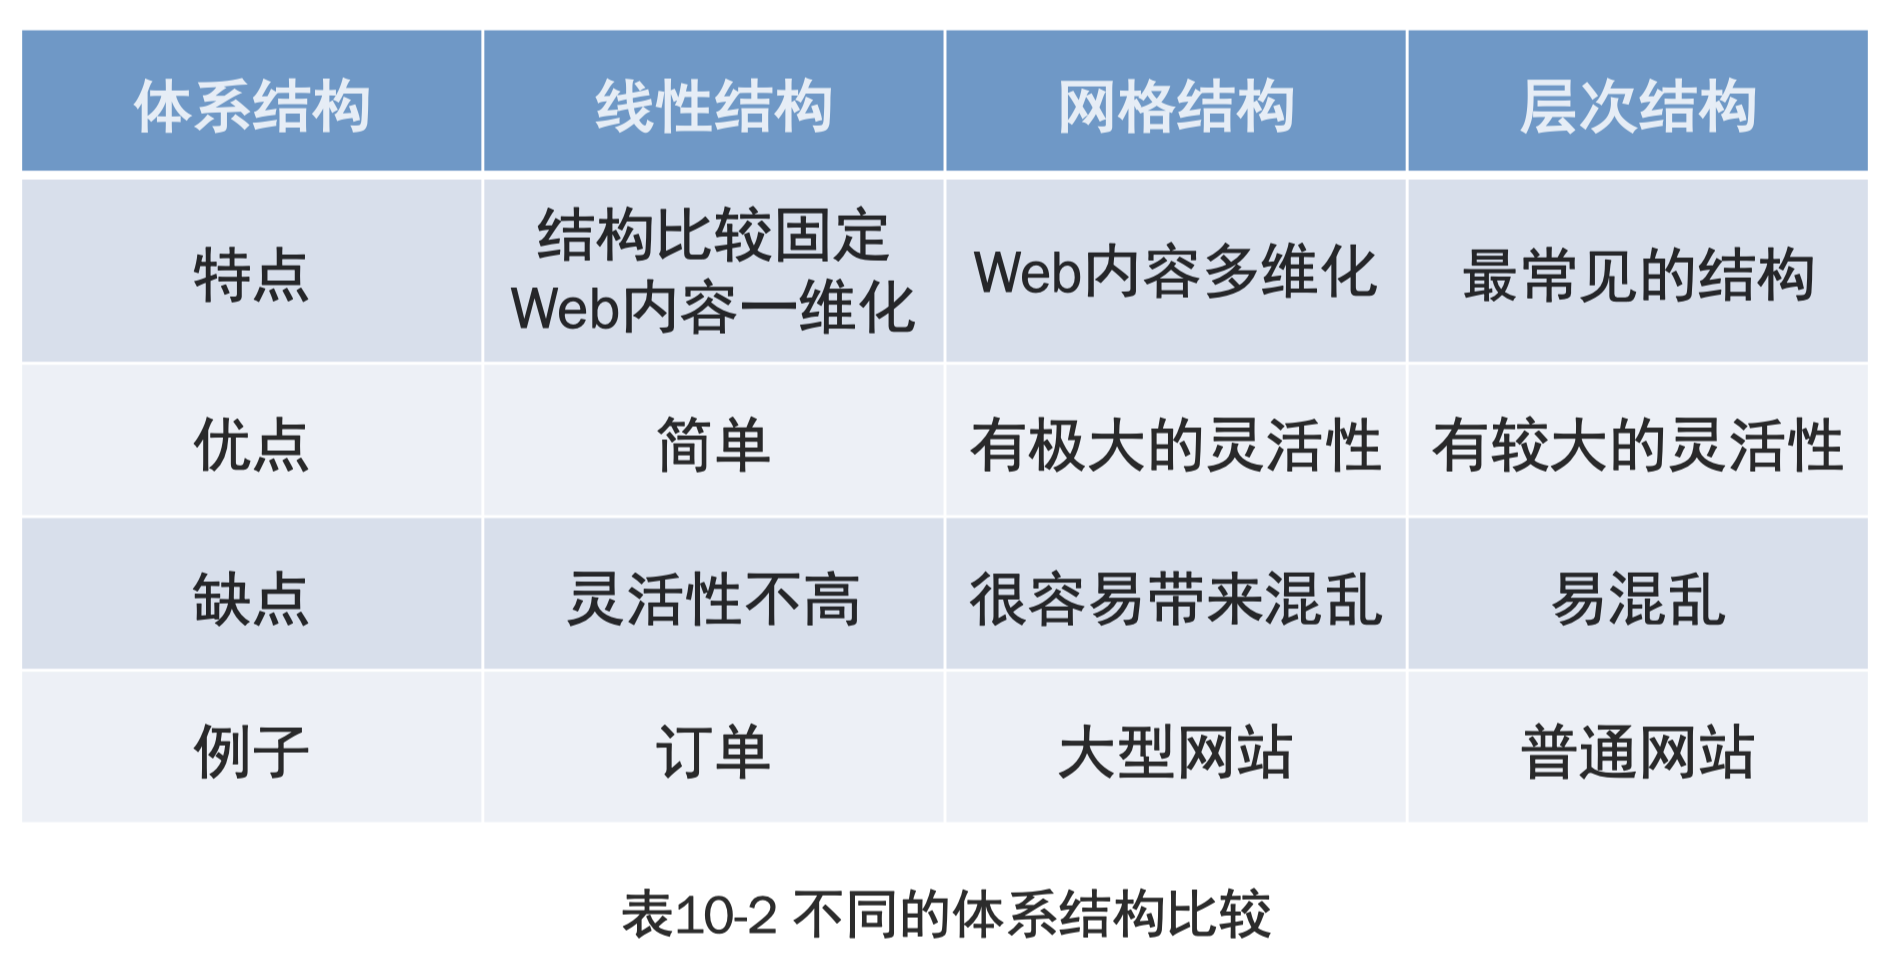 体系结构 线性结构 网格结构 层次结构
特点 结构比较固定 Web内容多维化 最常见的结构
Web内容一维化
优点 简单 有极大的灵活性 有较大的灵活性
缺点 灵活性不高 很容易带来混乱 易混乱
例子 订单 大型网站 普通网站
表10-2 不同的体系结构比较